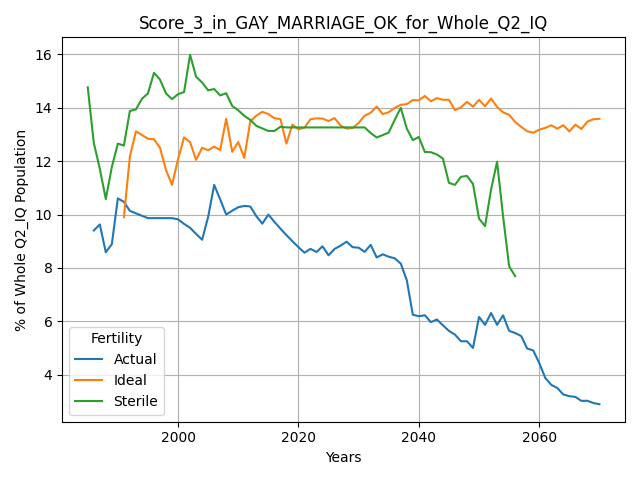 Score_3_in_GAY_MARRIAGE_OK_for_Whole_Q2_IQ
% of Whole Q2_IQ Population
16
14
12
10
8
6
4
Fertility
Actual
Ideal
Sterile
2000
2020
2040
2060
Years